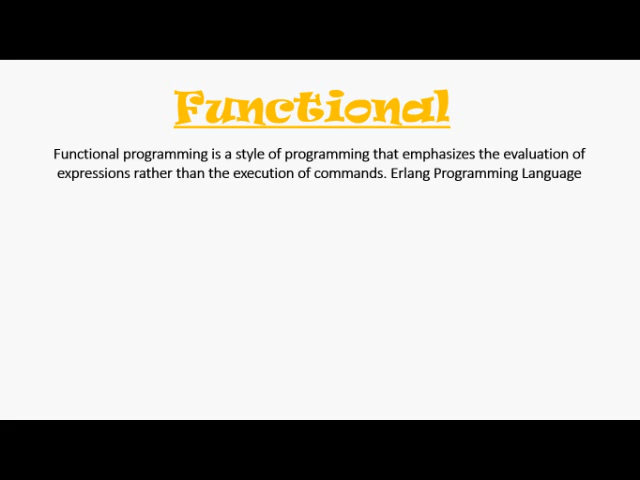 Functional
Functional programming is a style of programming that emphasizes the evaluation of
expressions rather than the execution of commands. Erlang Programming Language